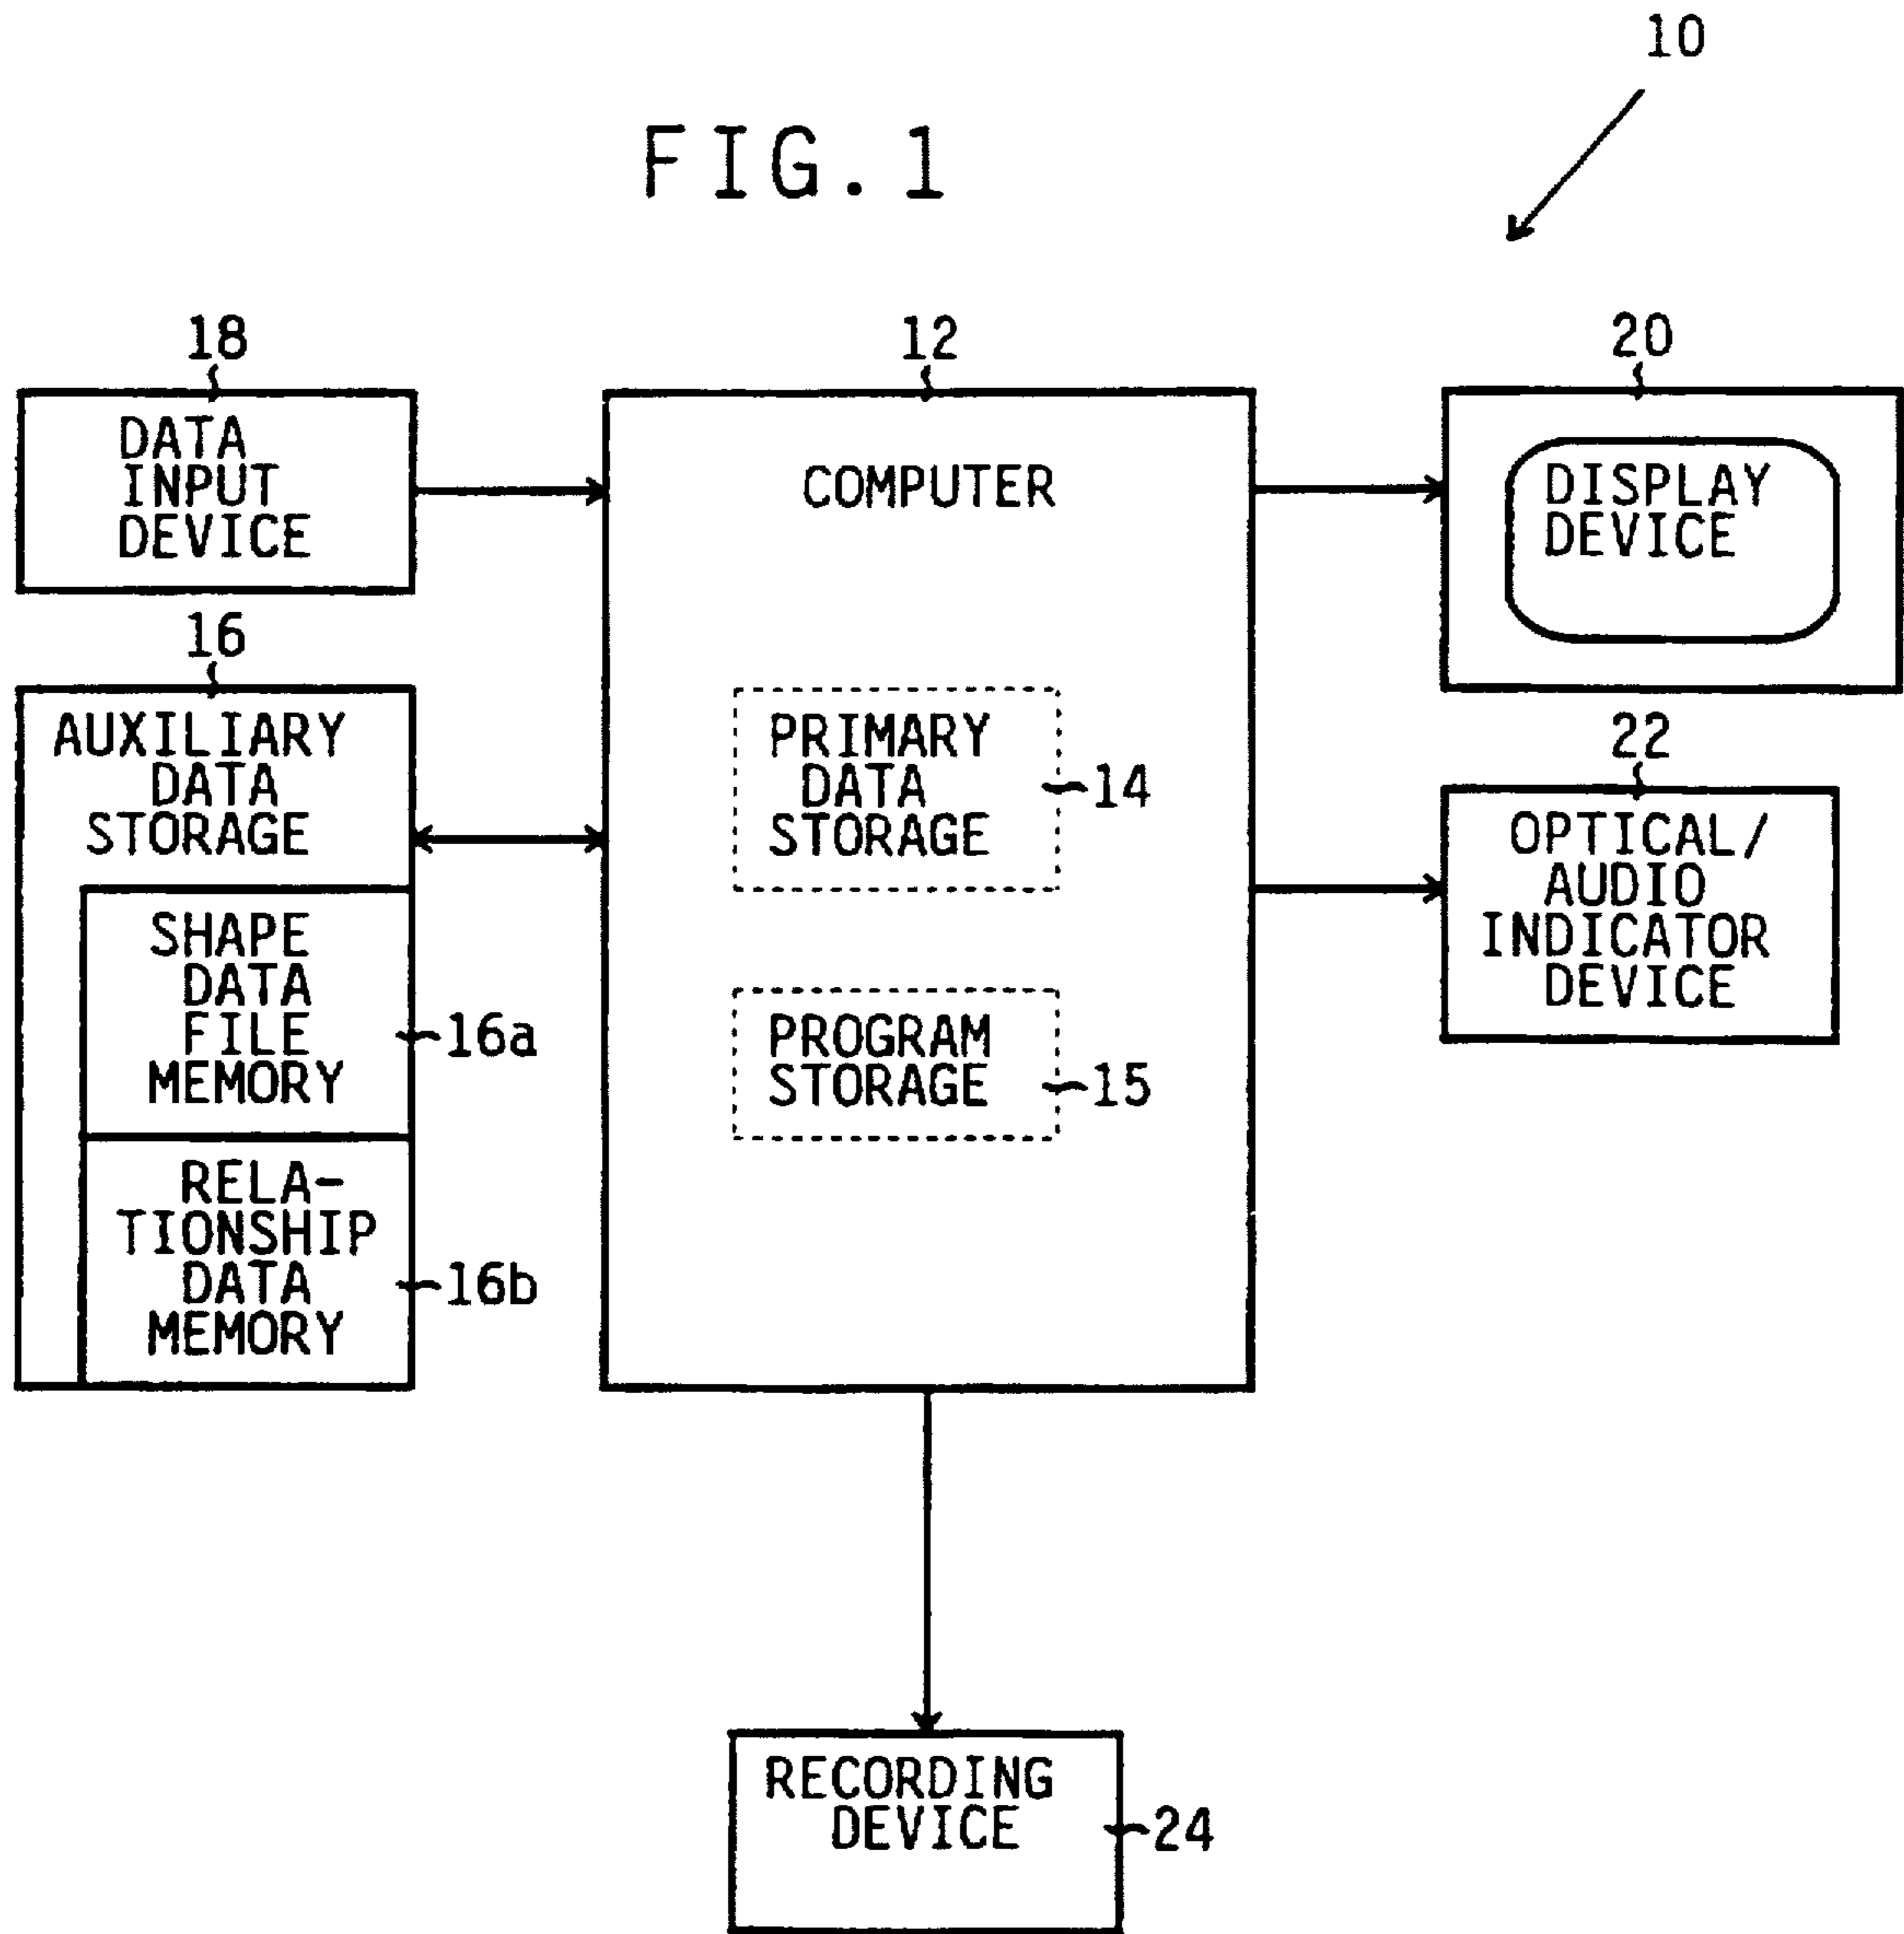 10
FIG.1
18
DATA
INPUT
DEVICE
16
AUXILIARY
DATA
STORAGE
SHAPE
DATA
FILE
MEMORY
16a
RELA-
TIONSHIP
DATA
MEMORY
16b
12
COMPUTER
PRIMARY
DATA
STORAGE
14
PROGRAM
STORAGE
15
20
DISPLAY
DEVICE
22
OPTICAL/
AUDIO
INDICATOR
DEVICE
RECORDING
DEVICE
24